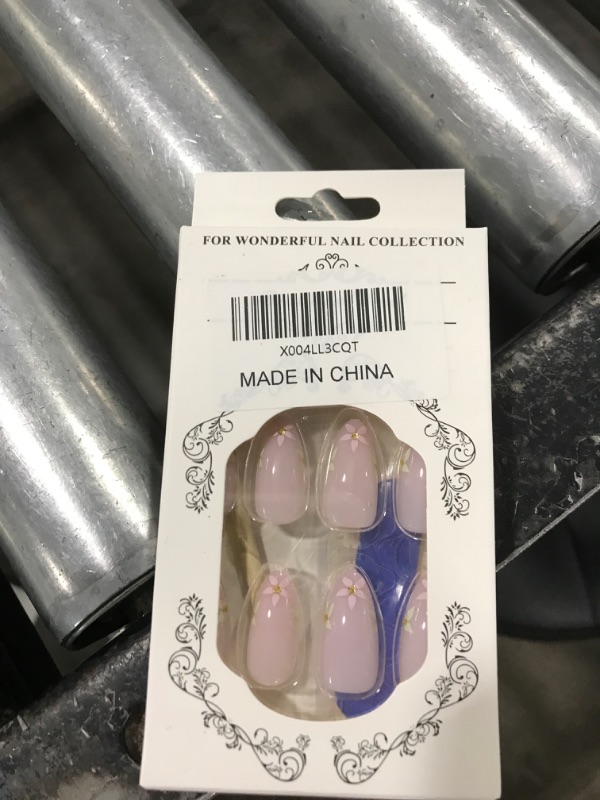 FOR WONDERFUL NAIL COLLECTION
X004LL3CQT
MADE IN CHINA